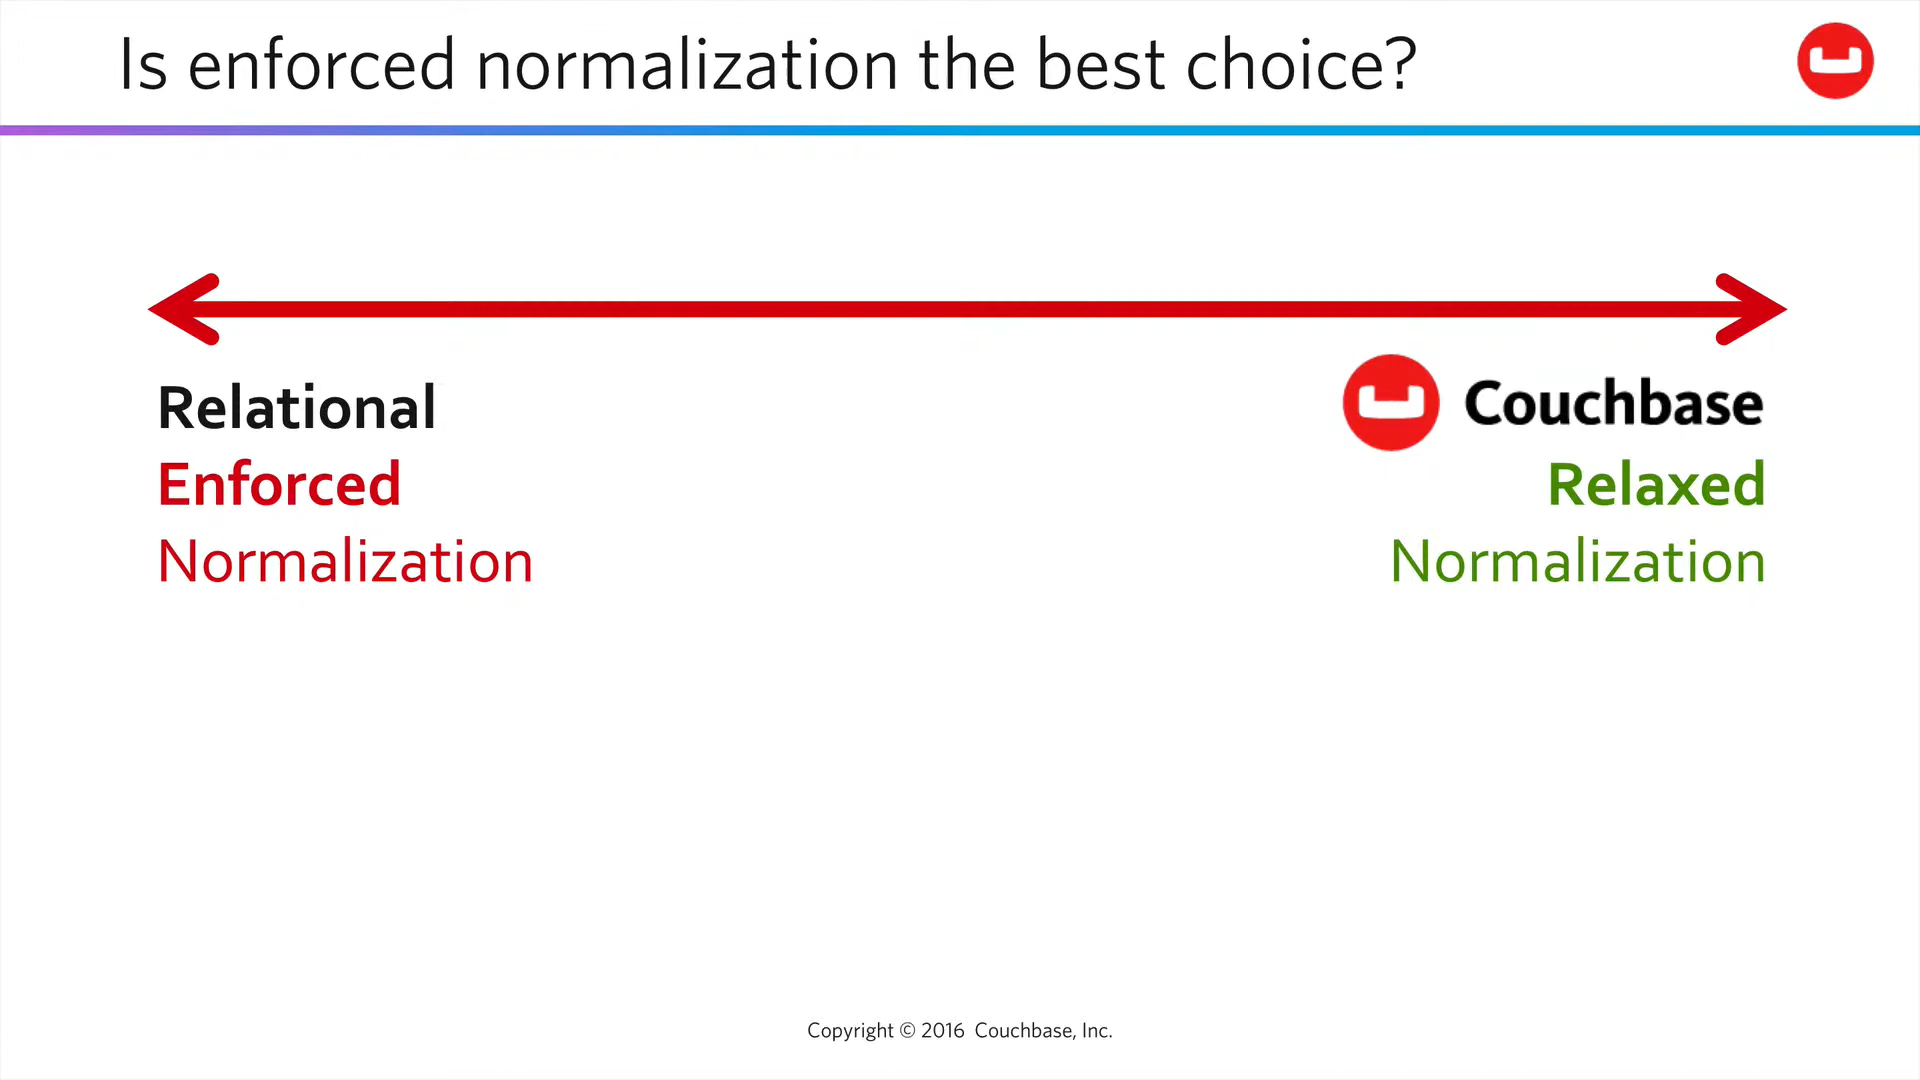 Is enforced normalization the best choice?
Relational
Enforced
Normalization
Couchbase
Relaxed
Normalization
Copyright © 2016 Couchbase, Inc.